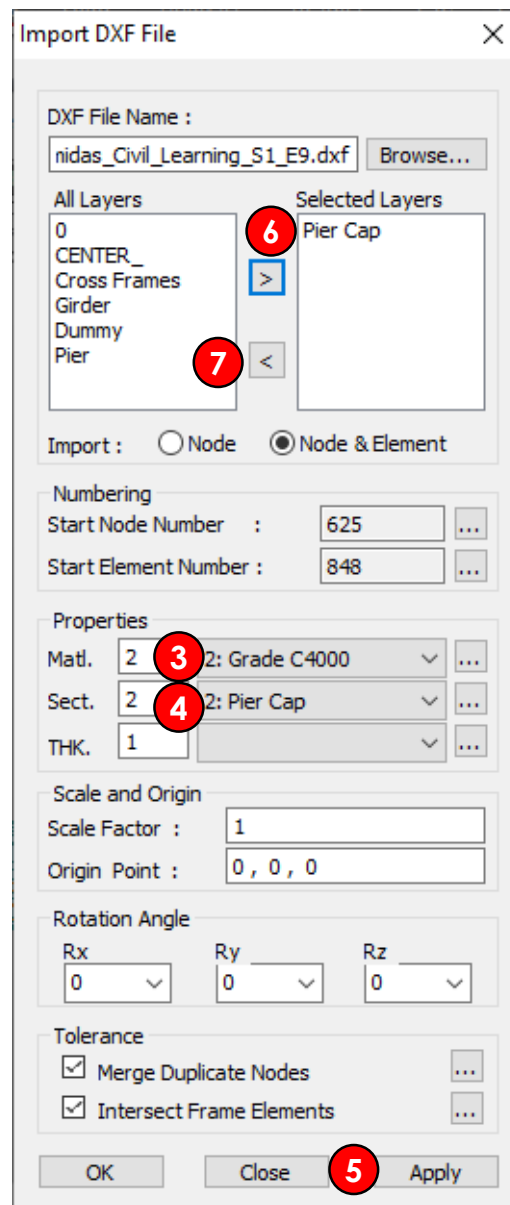 Import DXF File
DXF File Name :
nidas_Civil_Learning_S1_E9.dxf Browse...
All Layers Selected Layers
0 6 Pier Cap
CENTER_
Cross Frames >
Girder
Dummy
Pier 7 <
Import : Node Node & Element
Numbering
Start Node Number : 625 ...
Start Element Number : 848 ...
Properties
Matl. 2 3 2: Grade C4000 ...
Sect. 2 4 2: Pier Cap ...
THK. 1 ...
Scale and Origin
Scale Factor : 1
Origin Point : 0 , 0 , 0
Rotation Angle
Rx Ry Rz
0 0 0
Tolerance
Merge Duplicate Nodes ...
Intersect Frame Elements ...
OK Close 5 Apply